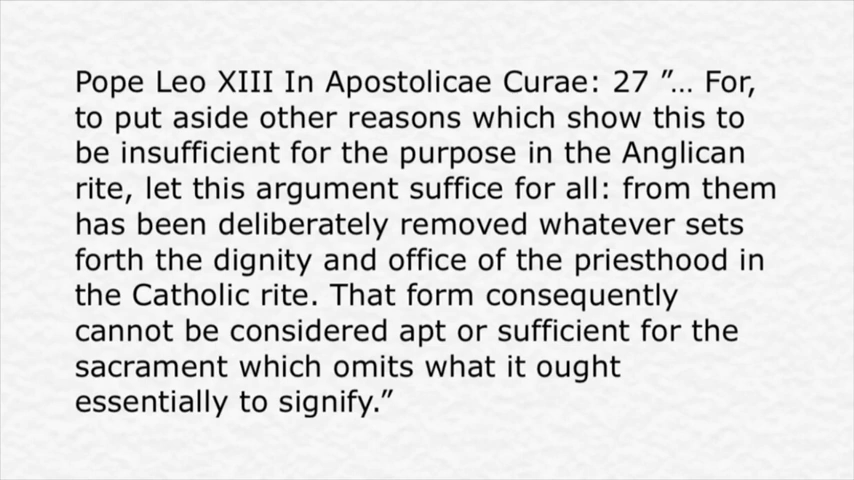 Pope Leo XIII In Apostolicae Curae: 27 ”... For,
to put aside other reasons which show this to
be insufficient for the purpose in the Anglican
rite, let this argument suffice for all: from them
has been deliberately removed whatever sets
forth the dignity and office of the priesthood in
the Catholic rite. That form consequently
cannot be considered apt or sufficient for the
sacrament which omits what it ought
essentially to signify.”